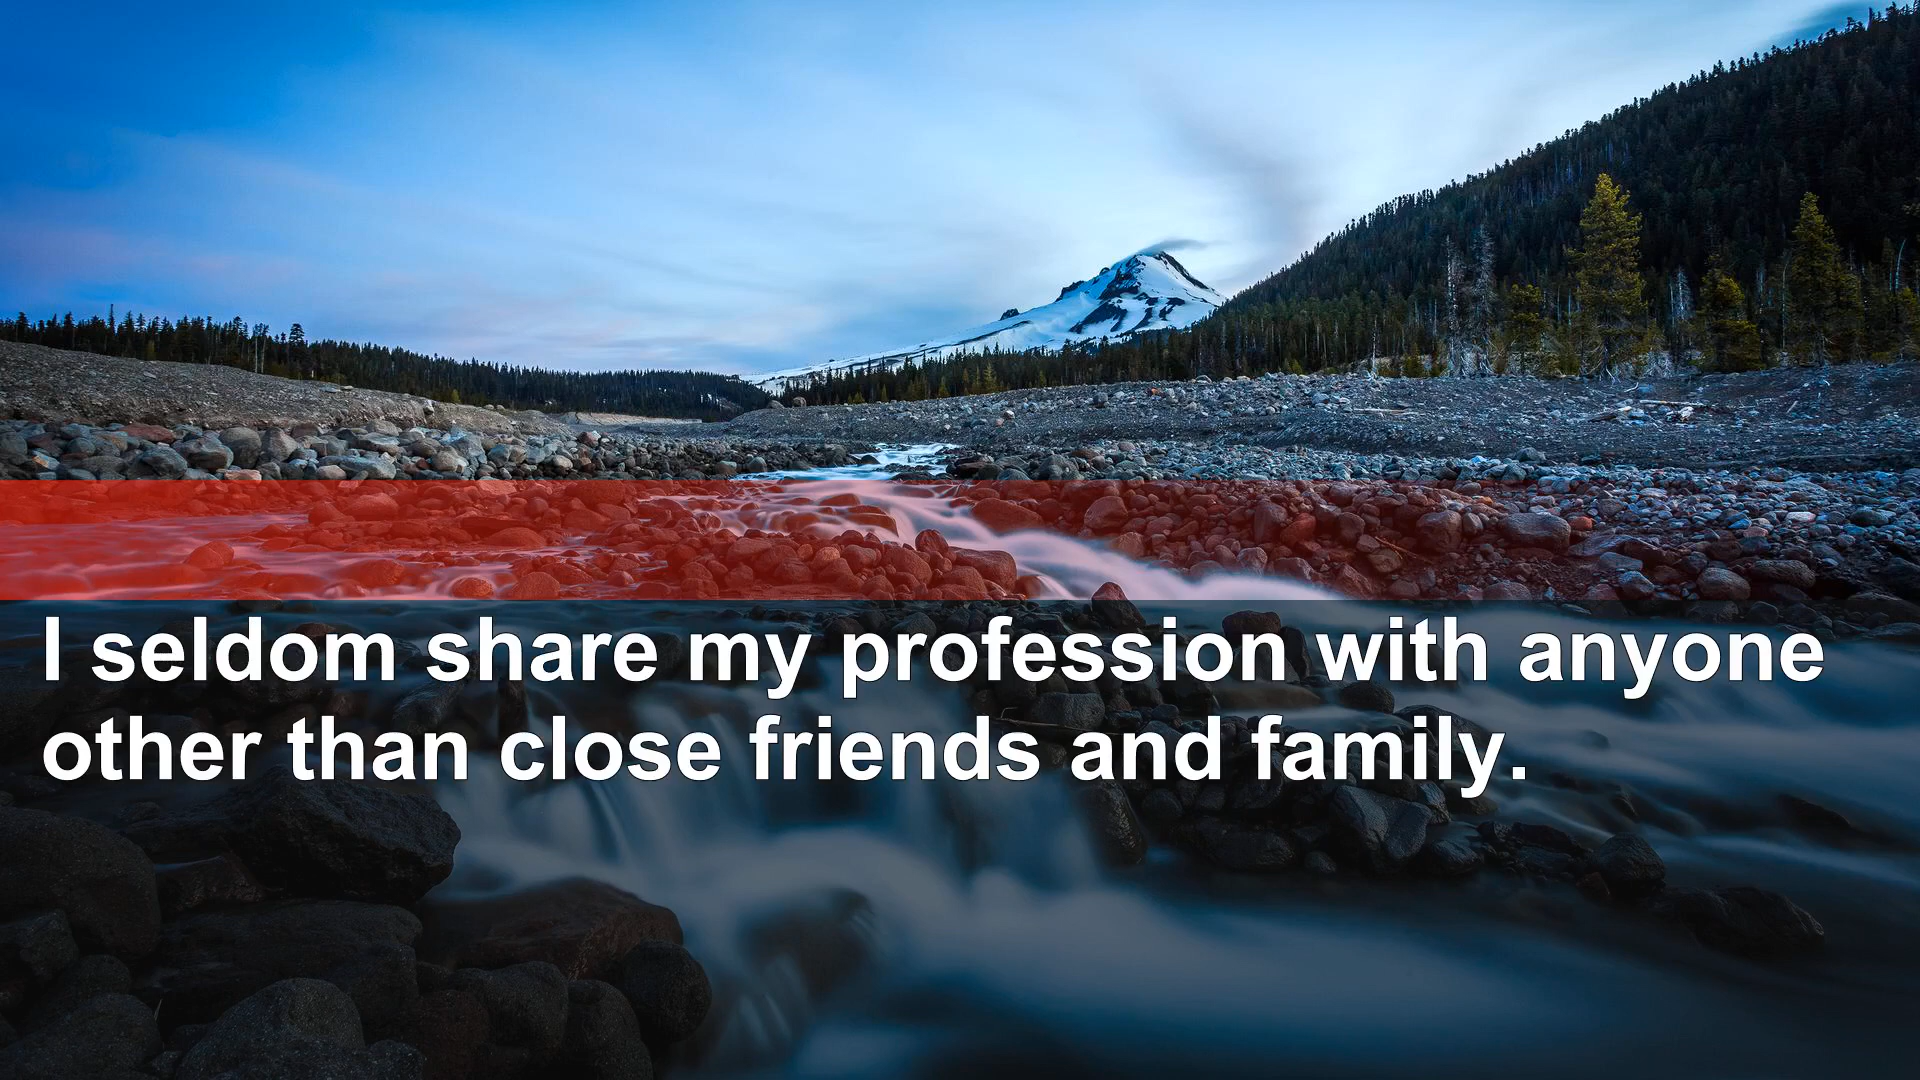 I seldom share my profession with anyone
other than close friends and family.